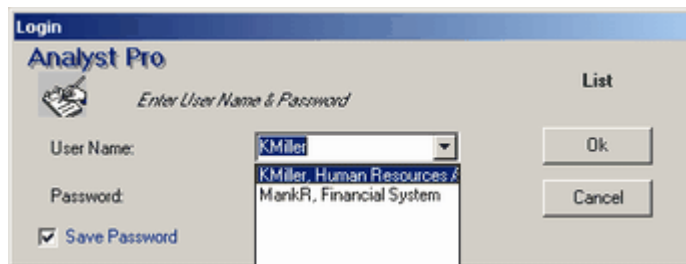 Login
Analyst Pro
List
Enter User Name & Password
User Name:
KMiller
Ok
KMiller, Human Resources
MankR, Financial System
Password:
Cancel
Save Password